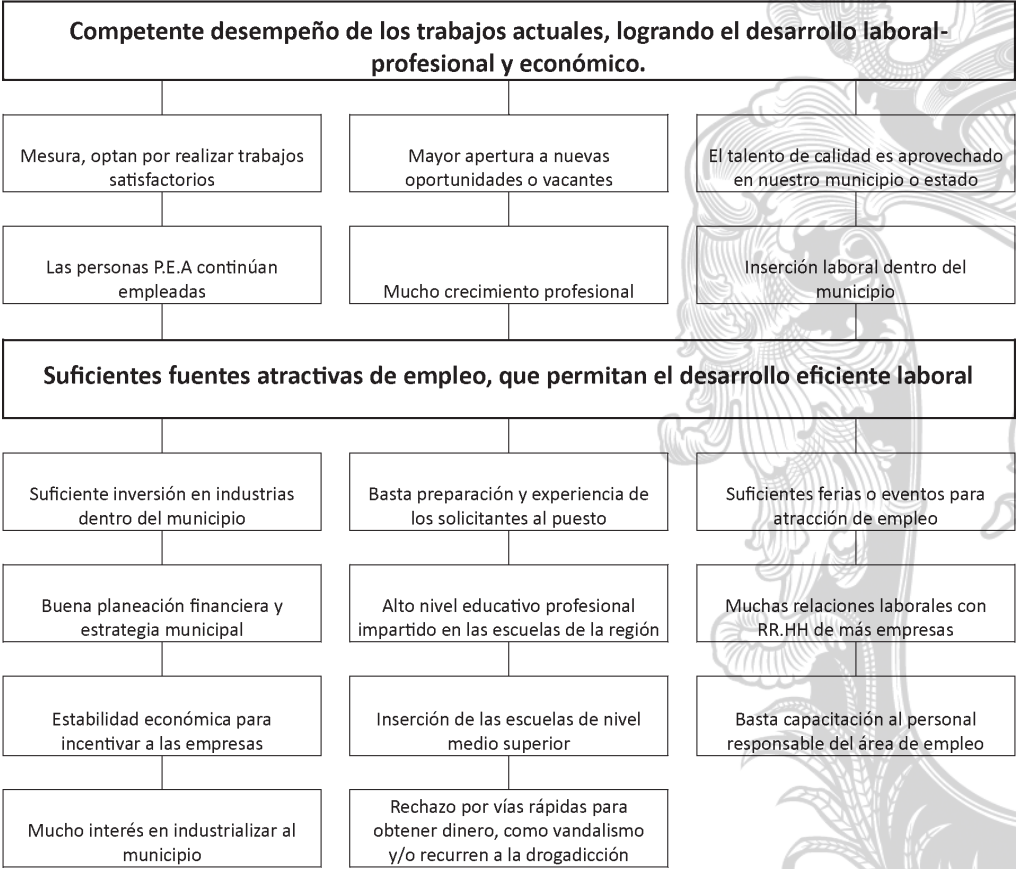 Competente desempeño de los trabajos actuales, logrando el desarrollo laboral-
profesional y económico.
Mesura, optan por realizar trabajos
satisfactorios
Mayor apertura a nuevas
oportunidades o vacantes
El talento de calidad es aprovechado
en nuestro municipio o estado
Las personas P.E.A continúan
empleadas
Mucho crecimiento profesional
Inserción laboral dentro del
municipio
Suficientes fuentes atractivas de empleo, que permitan el desarrollo eficiente laboral
Suficiente inversión en industrias
dentro del municipio
Basta preparación y experiencia de
los solicitantes al puesto
Suficientes ferias o eventos para
atracción de empleo
Buena planeación financiera y
estrategia municipal
Alto nivel educativo profesional
impartido en las escuelas de la región
Muchas relaciones laborales con
RR.HH de más empresas
Estabilidad económica para
incentivar a las empresas
Inserción de las escuelas de nivel
medio superior
Basta capacitación al personal
responsable del área de empleo
Mucho interés en industrializar al
municipio
Rechazo por vías rápidas para
obtener dinero, como vandalismo
y/o recurren a la drogadicción